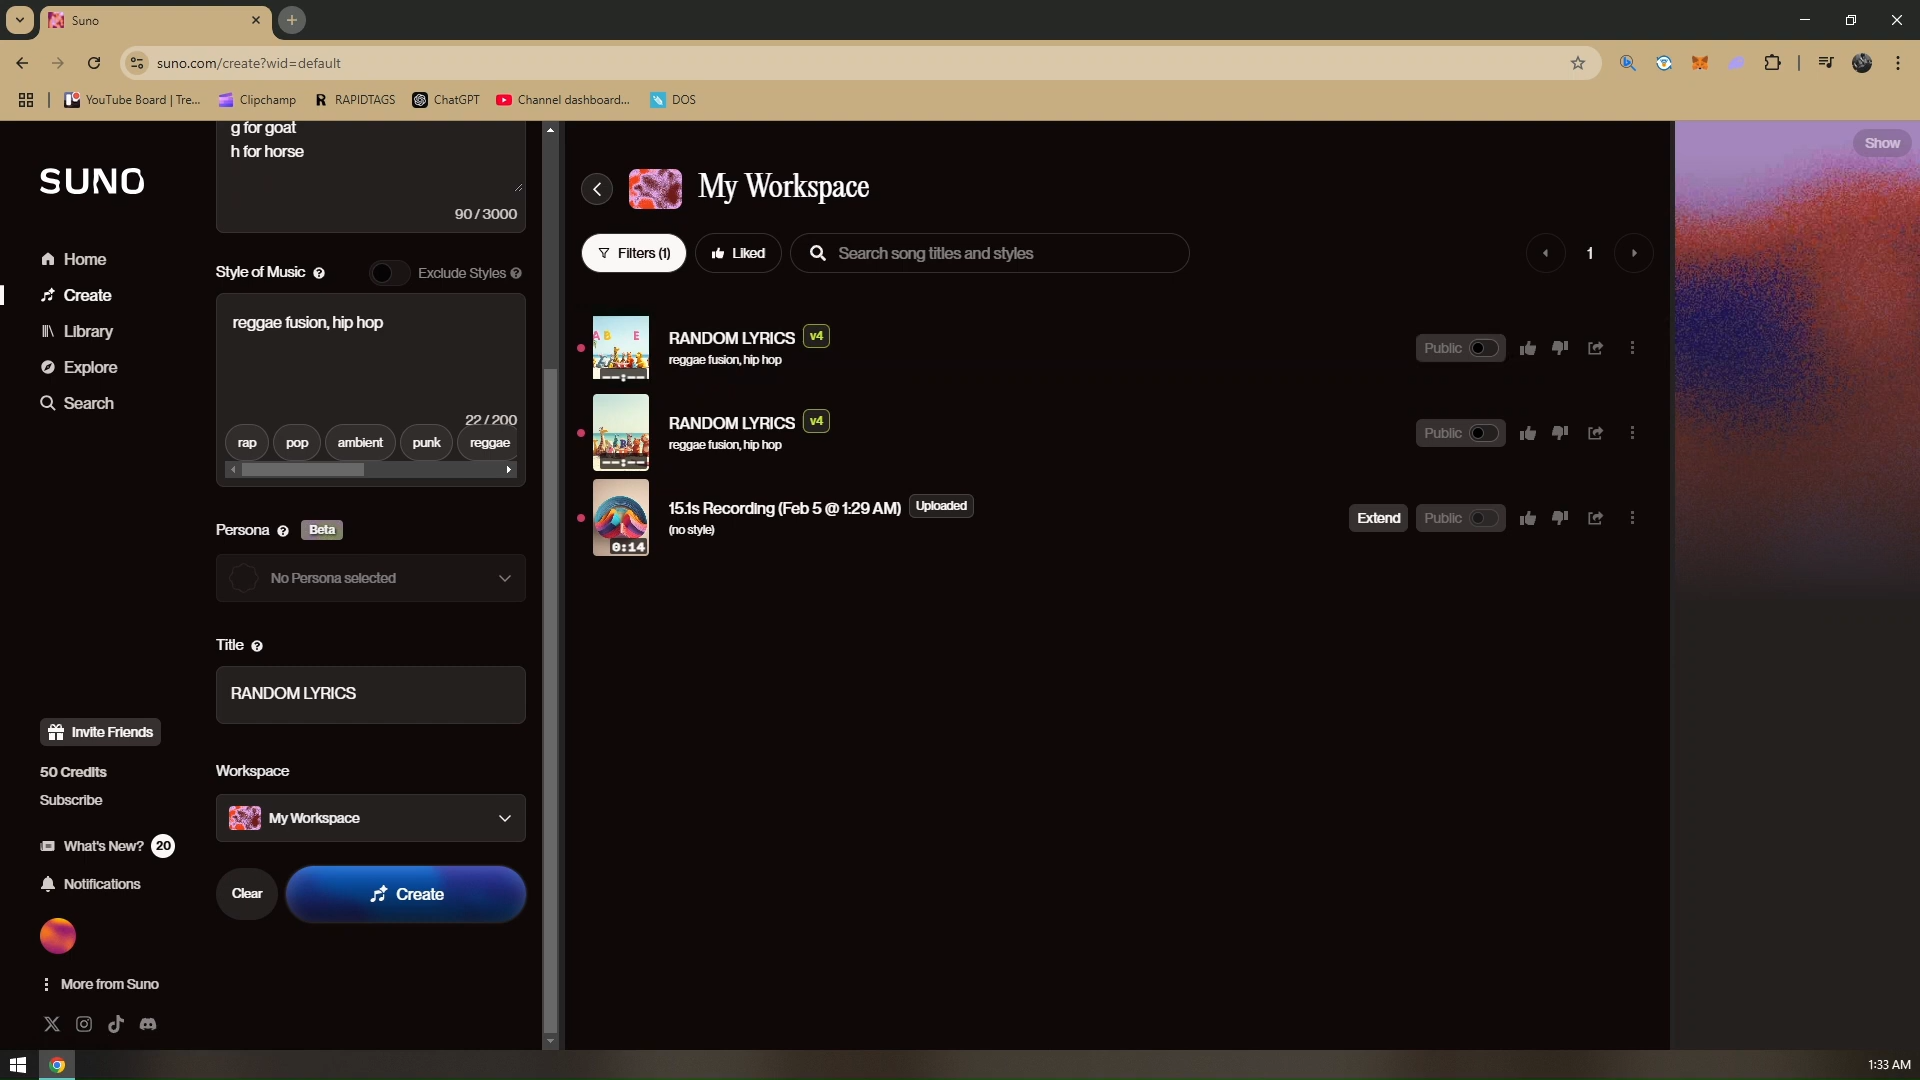 Suno
suno.com/create?wid=default
YouTube Board | Tre...
Clipchamp
RAPIDTAGS
ChatGPT
Channel dashboard...
DOS
SUNO
Home
Create
Library
Explore
Search
Invite Friends
50 Credits
Subscribe
What's New? 20
Notifications
More from Suno
g for goat
h for horse
90 / 3000
Style of Music
Exclude Styles
reggae fusion, hip hop
22 / 200
rap pop ambient punk reggae
Persona Beta
No Persona selected
Title
RANDOM LYRICS
Workspace
My Workspace
Clear
Create
My Workspace
Filters (1)
Liked
Search song titles and styles
1
RANDOM LYRICS v4
reggae fusion, hip hop
Public
RANDOM LYRICS v4
reggae fusion, hip hop
Public
0:14
15.1s Recording (Feb 5 @ 1:29 AM) Uploaded
(no style)
Extend
Public
Show
1:33 AM